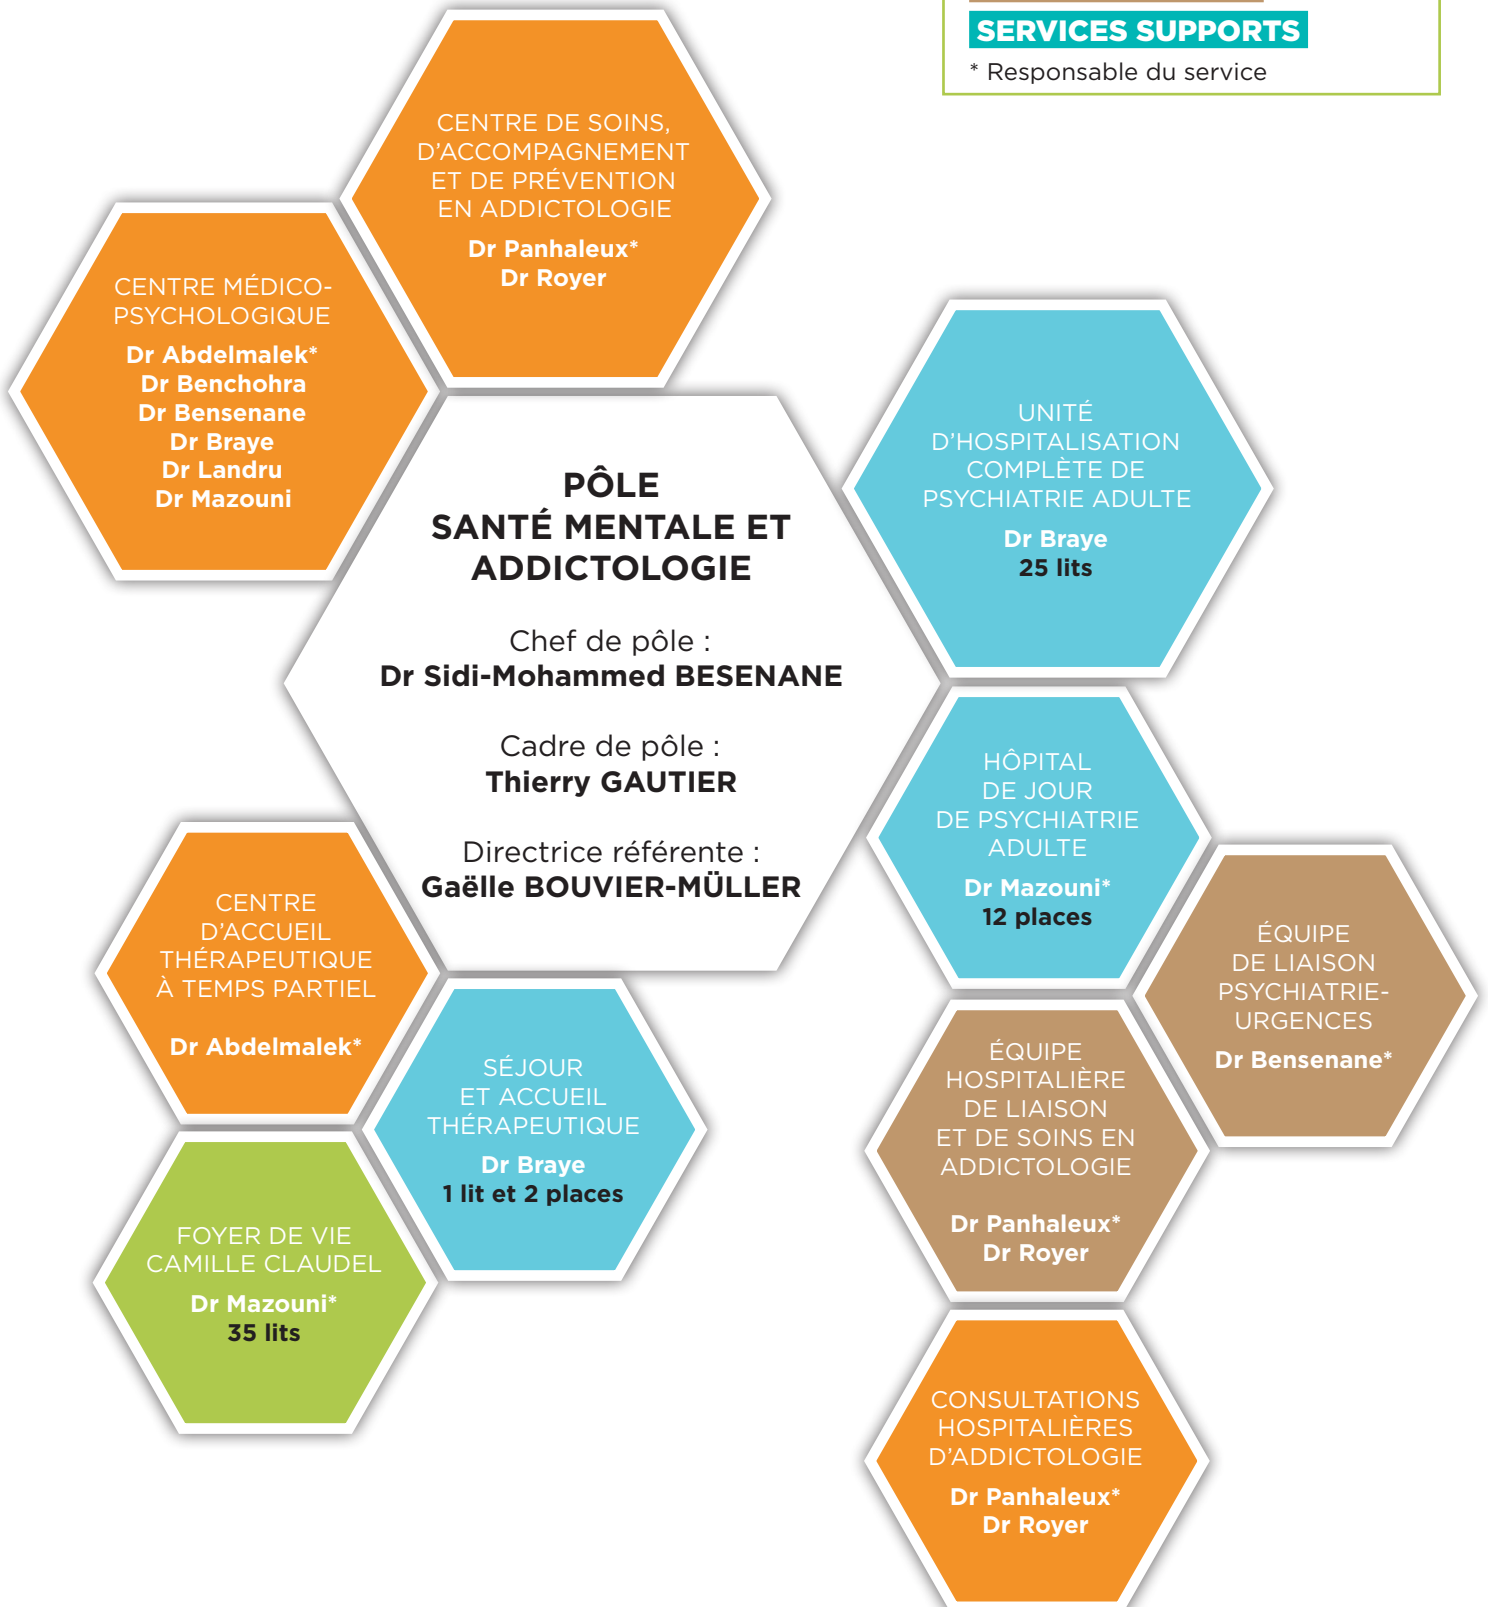 SERVICES SUPPORTS
* Responsable du service
CENTRE DE SOINS,
D'ACCOMPAGNEMENT
ET DE PRÉVENTION
EN ADDICTOLOGIE
Dr Panhaleux*
Dr Royer
CENTRE MÉDICO-
PSYCHOLOGIQUE
Dr Abdelmalek*
Dr Benchohra
Dr Bensenane
Dr Braye
Dr Landru
Dr Mazouni
UNITÉ
D'HOSPITALISATION
COMPLÈTE DE
PSYCHIATRIE ADULTE
Dr Braye
25 lits
PÔLE
SANTÉ MENTALE ET
ADDICTOLOGIE
Chef de pôle :
Dr Sidi-Mohammed BESENANE
Cadre de pôle :
Thierry GAUTIER
Directrice référente :
Gaëlle BOUVIER-MÜLLER
HÔPITAL
DE JOUR
DE PSYCHIATRIE
ADULTE
Dr Mazouni*
12 places
CENTRE
D'ACCUEIL
THÉRAPEUTIQUE
À TEMPS PARTIEL
Dr Abdelmalek*
ÉQUIPE
DE LIAISON
PSYCHIATRIE-
URGENCES
Dr Bensenane*
SÉJOUR
ET ACCUEIL
THÉRAPEUTIQUE
Dr Braye
1 lit et 2 places
ÉQUIPE
HOSPITALIÈRE
DE LIAISON
ET DE SOINS EN
ADDICTOLOGIE
Dr Panhaleux*
Dr Royer
FOYER DE VIE
CAMILLE CLAUDEL
Dr Mazouni*
35 lits
CONSULTATIONS
HOSPITALIÈRES
D'ADDICTOLOGIE
Dr Panhaleux*
Dr Royer